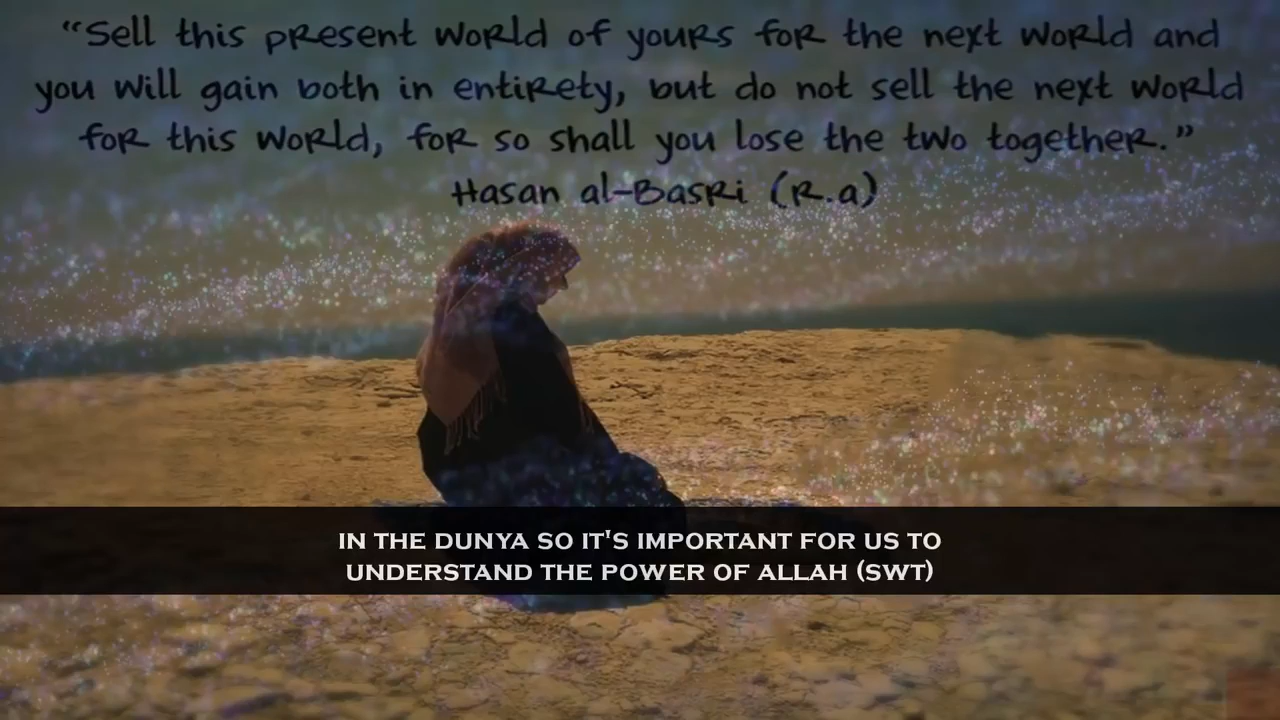 “Sell this present world of yours for the next world and
you will gain both in entirety, but do not sell the next world
for this world, for so shall you lose the two together.”
Hasan al-Basri (R.a)
IN THE DUNYA SO IT'S IMPORTANT FOR US TO
UNDERSTAND THE POWER OF ALLAH (SWT)